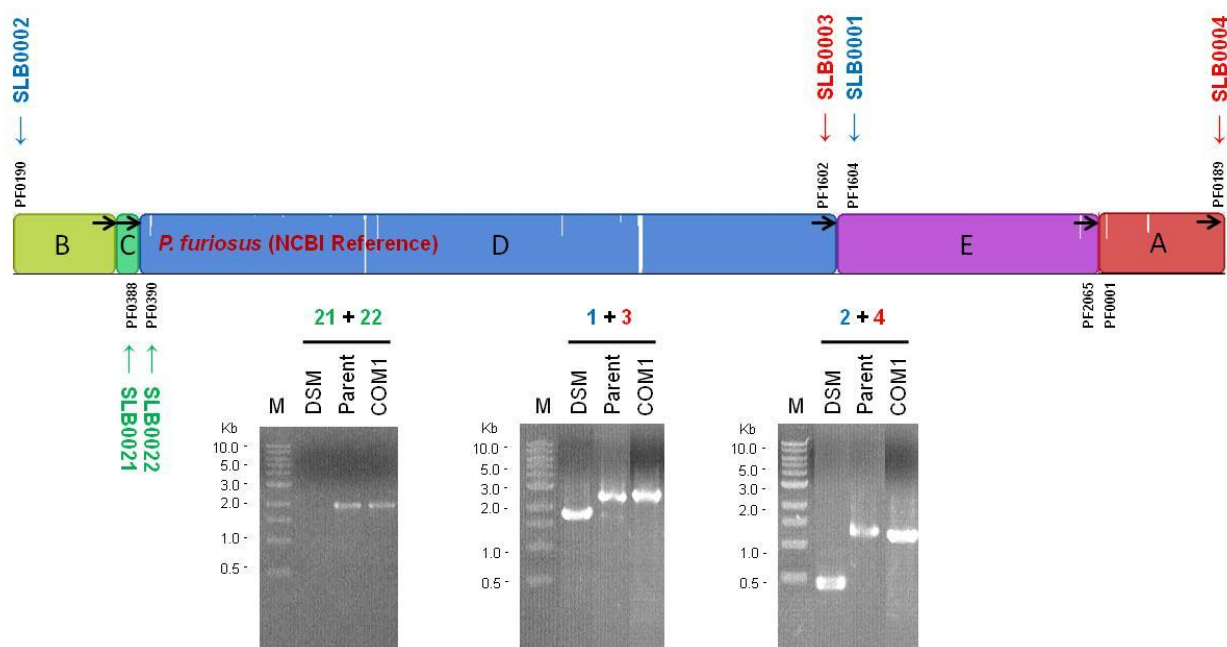 ← SLB0002
← SLB0003
← SLB0001
← SLB0004
PF0190
PF1602
PF1604
PF0189
B
C
P. furiosus (NCBI Reference)
D
E
A
PF0388
PF0390
PF2065
PF0001
SLB0021 →
SLB0022 →
21 + 22
M
DSM
Parent
COM1
Kb
10.0 -
5.0 -
3.0 -
2.0 -
1.0 -
0.5 -
1 + 3
M
DSM
Parent
COM1
Kb
10.0 -
5.0 -
3.0 -
2.0 -
1.0 -
0.5 -
2 + 4
M
DSM
Parent
COM1
Kb
10.0 -
5.0 -
3.0 -
2.0 -
1.0 -
0.5 -